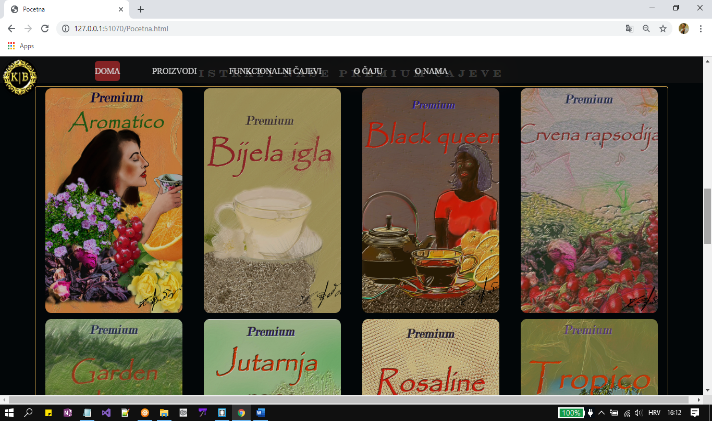 Pocetna
127.0.0.1:51070/Pocetna.html
Apps
K|B
DOMA
PROIZVODI
FUNKCIONALNI ČAJEVI
O ČAJU
O NAMA
PREMIUM ČAJEVE
Premium
Aromatico
Premium
Bijela igla
Premium
Black queen
Premium
Crvena rapsodija
Premium
Garden
Premium
Jutarnja
Premium
Rosaline
Premium
Tropico
100%
HRV
16:12